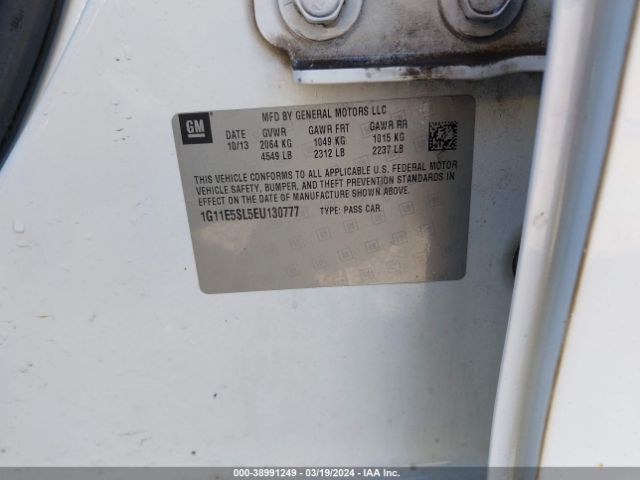 GM
MFD BY GENERAL MOTORS LLC
DATE GVWR GAWR FRT GAWR RR
10/13 2064 KG 1049 KG 1015 KG
4549 LB 2312 LB 2237 LB
THIS VEHICLE CONFORMS TO ALL APPLICABLE U.S. FEDERAL MOTOR
VEHICLE SAFETY, BUMPER, AND THEFT PREVENTION STANDARDS IN
EFFECT ON THE DATE OF MANUFACTURE SHOWN ABOVE.
1G11E5SL5EU130777 TYPE: PASS CAR
000-38991249 - 03/19/2024 - IAA Inc.